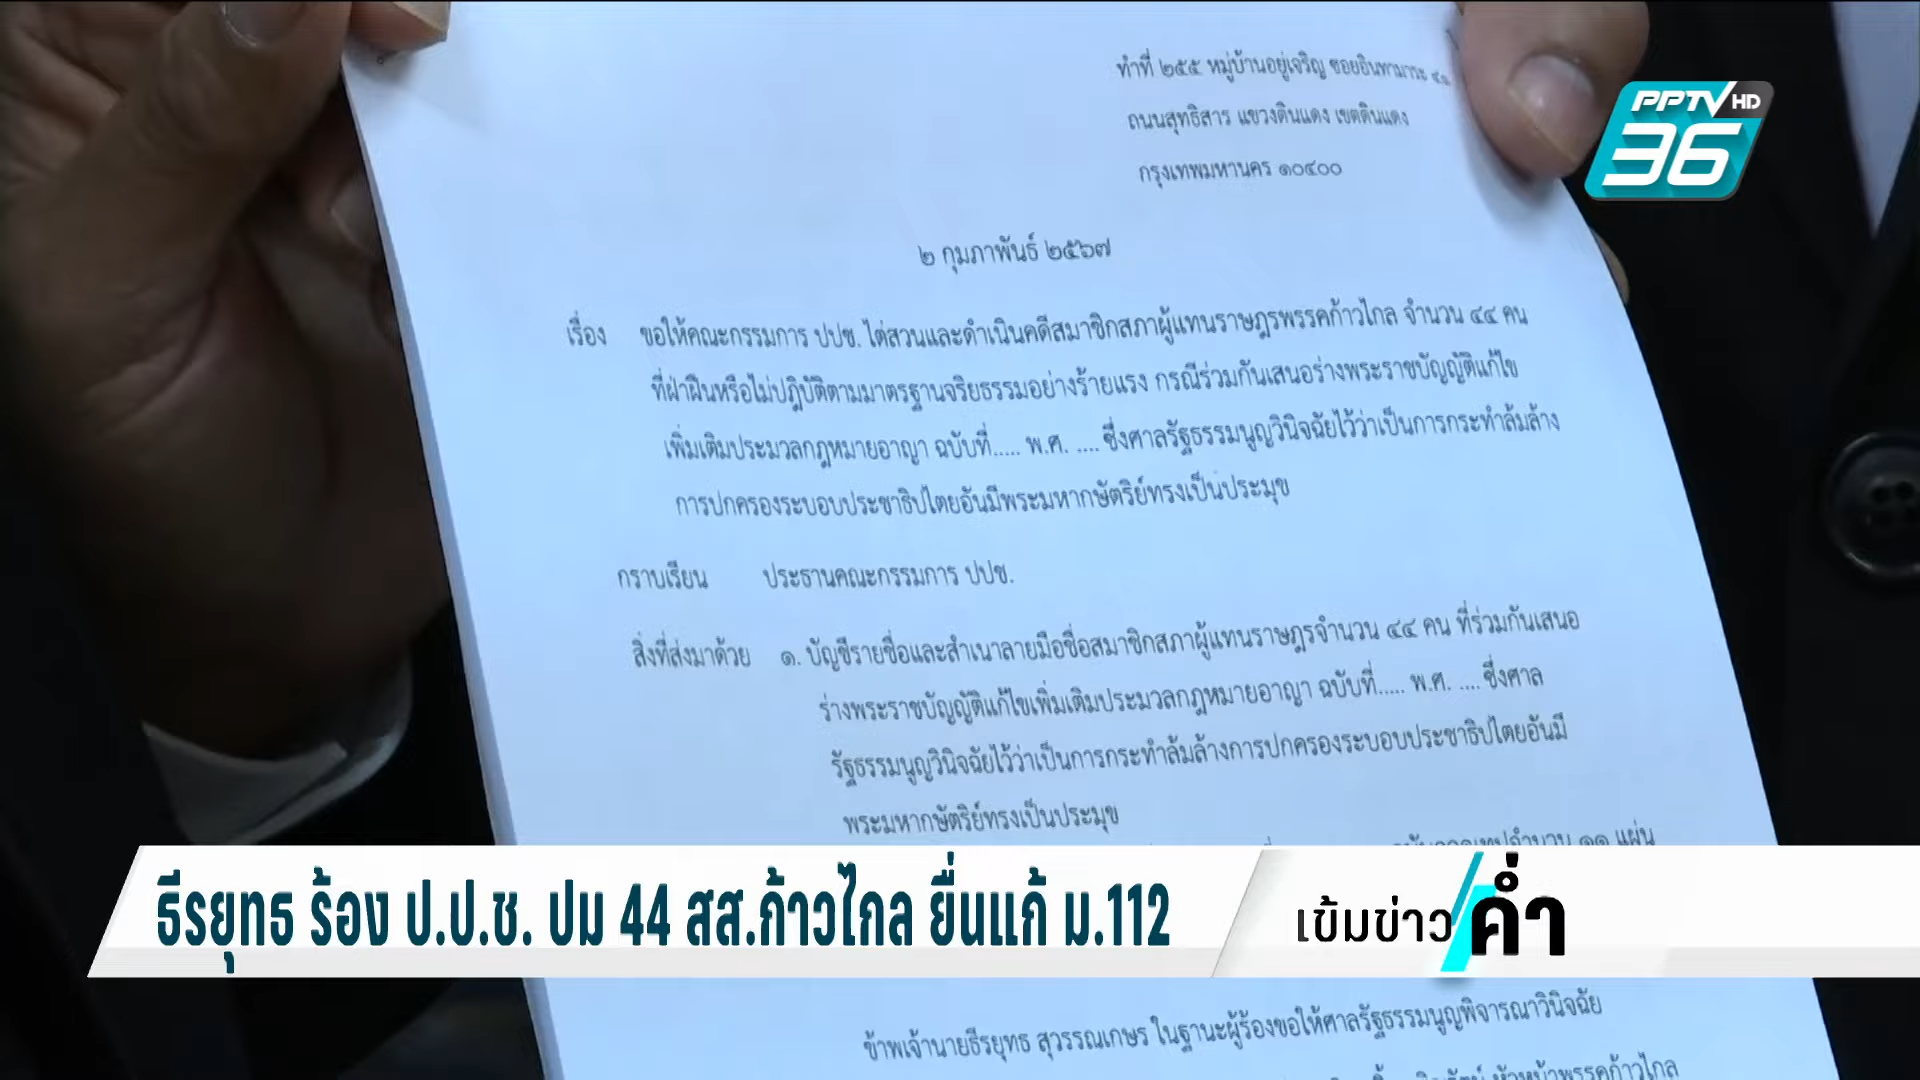 ทำที่ ๒๕๕ หมู่บ้านอยู่เจริญ ซอยอินทามาระ
ถนนสุทธิสาร แขวงดินแดง เขตดินแดง
กรุงเทพมหานคร ๑๐๔๐๐
PPTV HD
36
๒ กุมภาพันธ์ ๒๕๖๗
เรื่อง ขอให้คณะกรรมการ ปปช. ไต่สวนและดำเนินคดีสมาชิกสภาผู้แทนราษฎรพรรคก้าวไกล จำนวน ๔๔ คน
ที่ฝ่าฝืนหรือไม่ปฏิบัติตามมาตรฐานจริยธรรมอย่างร้ายแรง กรณีร่วมกันเสนอร่างพระราชบัญญัติแก้ไข
เพิ่มเติมประมวลกฎหมายอาญา ฉบับที่..... พ.ศ. .... ซึ่งศาลรัฐธรรมนูญวินิจฉัยไว้ว่าเป็นการกระทำล้มล้าง
การปกครองระบอบประชาธิปไตยอันมีพระมหากษัตริย์ทรงเป็นประมุข
กราบเรียน ประธานคณะกรรมการ ปปช.
สิ่งที่ส่งมาด้วย ๑. บัญชีรายชื่อและสำเนาลายมือชื่อสมาชิกสภาผู้แทนราษฎรจำนวน ๔๔ คน ที่ร่วมกันเสนอ
ร่างพระราชบัญญัติแก้ไขเพิ่มเติมประมวลกฎหมายอาญา ฉบับที่..... พ.ศ. .... ซึ่งศาล
รัฐธรรมนูญวินิจฉัยไว้ว่าเป็นการกระทำล้มล้างการปกครองระบอบประชาธิปไตยอันมี
พระมหากษัตริย์ทรงเป็นประมุข
๑๑ แผ่น
ธีรยุทธ ร้อง ป.ป.ช. ปม 44 สส.ก้าวไกล ยื่นแก้ ม.112
เข้มข่าวค่ำ
ข้าพเจ้านายธีรยุทธ สุวรรณเกษร ในฐานะผู้ร้องขอให้ศาลรัฐธรรมนูญพิจารณาวินิจฉัย
หัวหน้าพรรคก้าวไกล